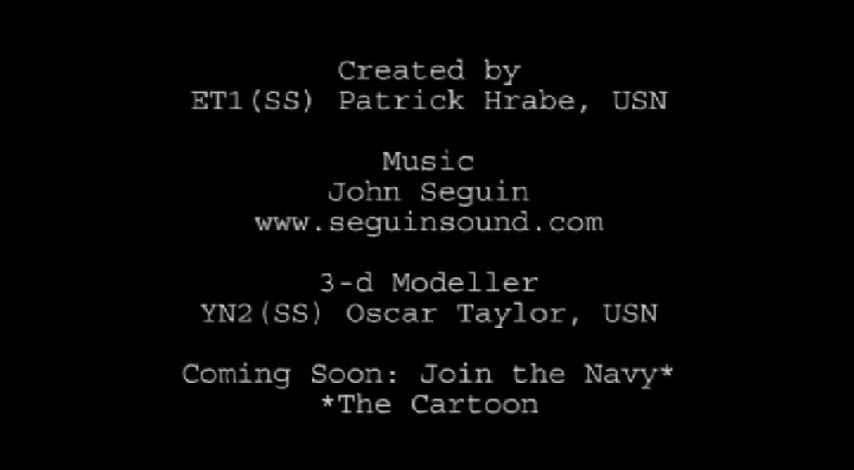 Created by
ET1(SS) Patrick Hrabe, USN
Music
John Seguin
www.seguinsound.com
3-d Modeller
YN2(SS) Oscar Taylor, USN
Coming Soon: Join the Navy*
*The Cartoon